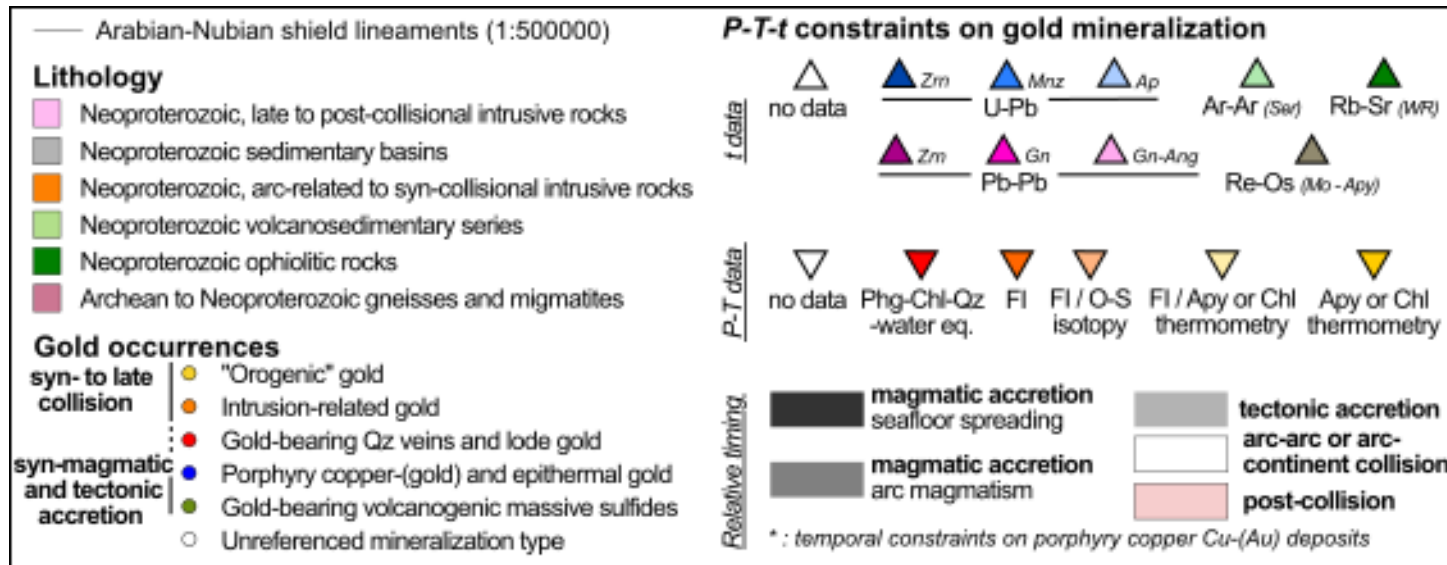 Arabian-Nubian shield lineaments (1:500000)
Lithology
Neoproterozoic, late to post-collisional intrusive rocks
Neoproterozoic sedimentary basins
Neoproterozoic, arc-related to syn-collisional intrusive rocks
Neoproterozoic volcanosedimentary series
Neoproterozoic ophiolitic rocks
Archean to Neoproterozoic gneisses and migmatites
Gold occurrences
syn- to late
collision
"Orogenic" gold
Intrusion-related gold
Gold-bearing Qz veins and lode gold
syn-magmatic
and tectonic
accretion
Porphyry copper-(gold) and epithermal gold
Gold-bearing volcanogenic massive sulfides
Unreferenced mineralization type
P-T-t constraints on gold mineralization
t data
no data
Zrn
Mnz
Ap
U-Pb
Ar-Ar (Ser)
Rb-Sr (WR)
Zrn
Gn
Gn-Ang
Pb-Pb
Re-Os (Mo - Apy)
P-T data
no data
Phg-Chl-Qz
-water eq.
FI
FI / O-S
isotopy
FI / Apy or Chl
thermometry
Apy or Chl
thermometry
Relative timing
magmatic accretion
seafloor spreading
magmatic accretion
arc magmatism
tectonic accretion
arc-arc or arc-
continent collision
post-collision
* : temporal constraints on porphyry copper Cu-(Au) deposits